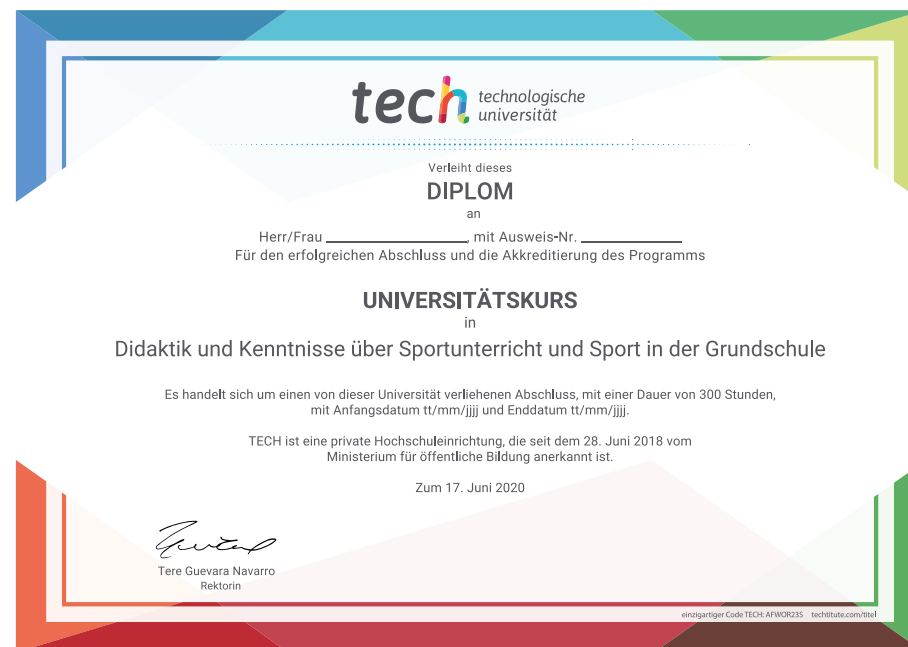 tech technologische
universität
Verleiht dieses
DIPLOM
an
Herr/Frau ____________________, mit Ausweis-Nr. ______________
Für den erfolgreichen Abschluss und die Akkreditierung des Programms
UNIVERSITÄTSKURS
in
Didaktik und Kenntnisse über Sportunterricht und Sport in der Grundschule
Es handelt sich um einen von dieser Universität verliehenen Abschluss, mit einer Dauer von 300 Stunden,
mit Anfangsdatum tt/mm/jjjj und Enddatum tt/mm/jjjj.
TECH ist eine private Hochschuleinrichtung, die seit dem 28. Juni 2018 vom
Ministerium für öffentliche Bildung anerkannt ist.
Zum 17. Juni 2020
Tere Guevara Navarro
Rektorin
einzigartiger Code TECH: AFWOR23S techtitute.com/titel